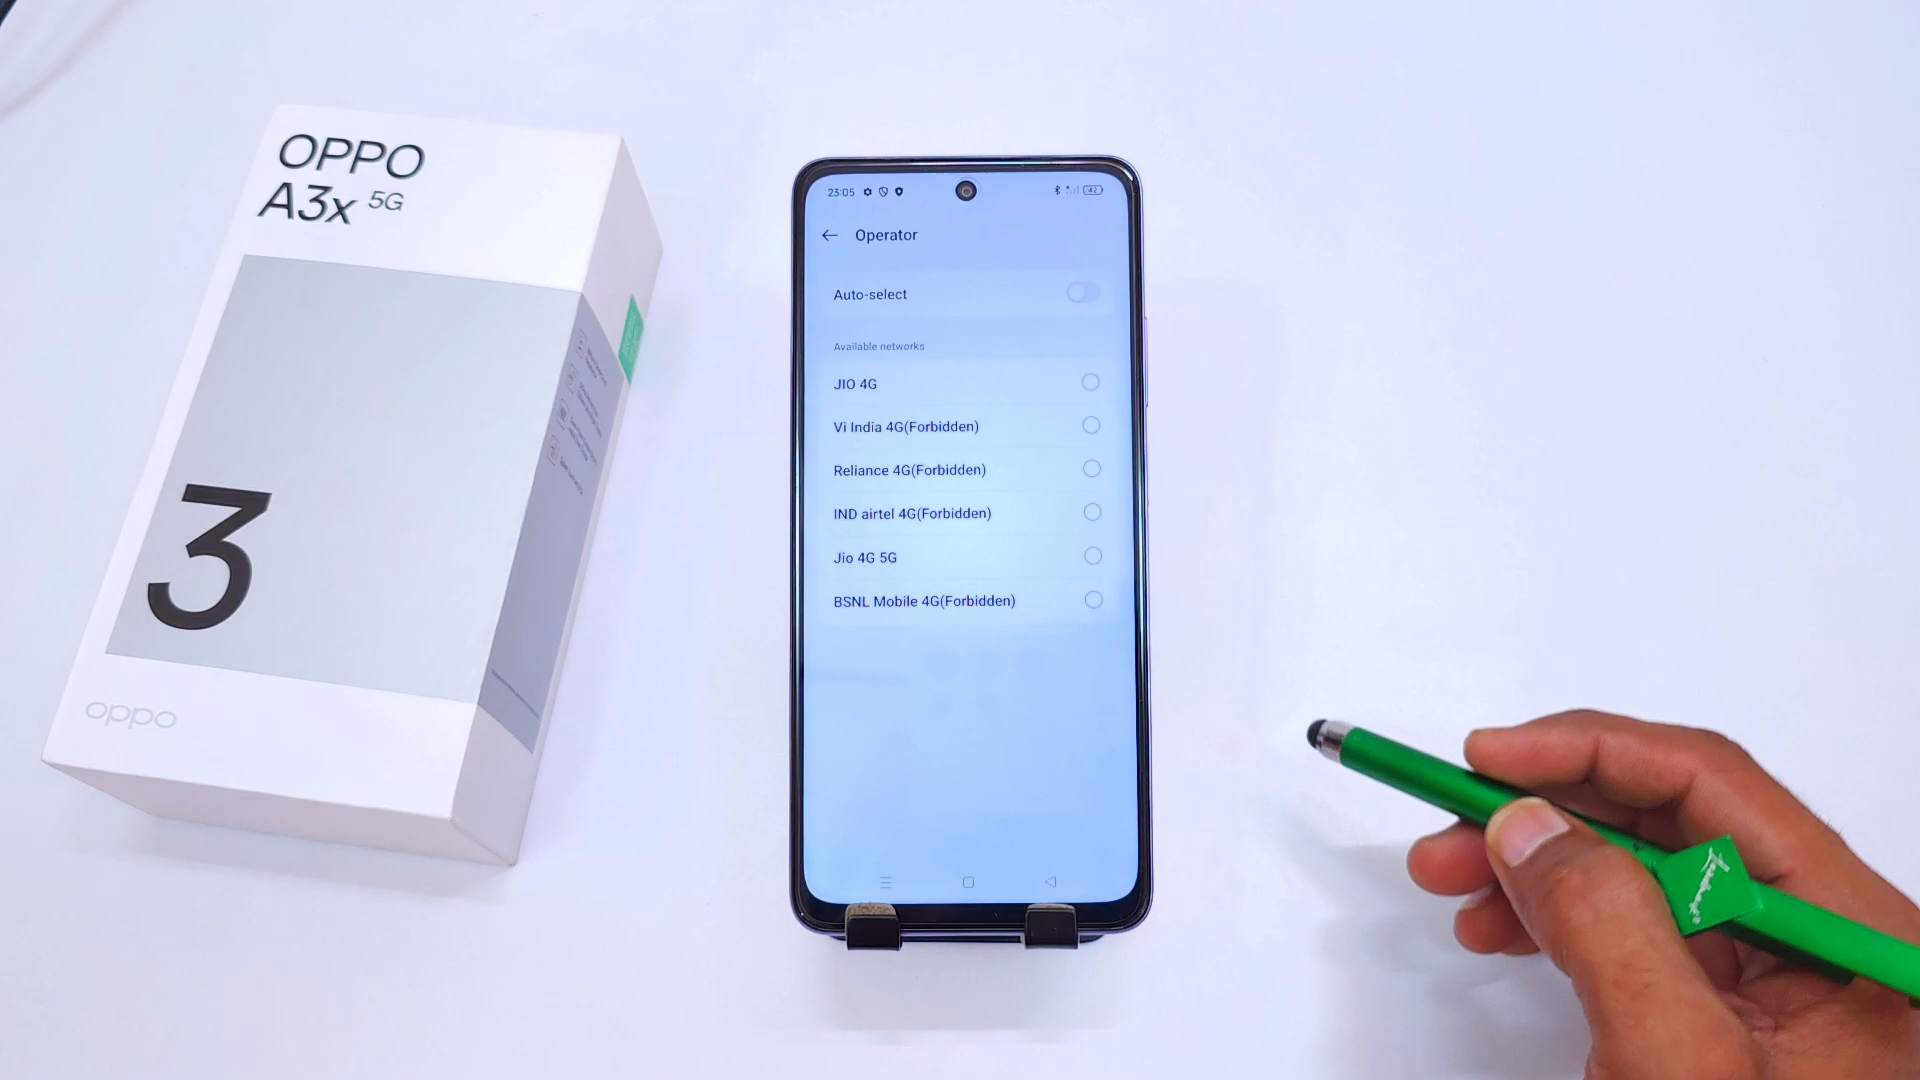 OPPO
A3x 5G
3
oppo
23:05
42
Operator
Auto-select
Available networks
JIO 4G
Vi India 4G(Forbidden)
Reliance 4G(Forbidden)
IND airtel 4G(Forbidden)
Jio 4G 5G
BSNL Mobile 4G(Forbidden)